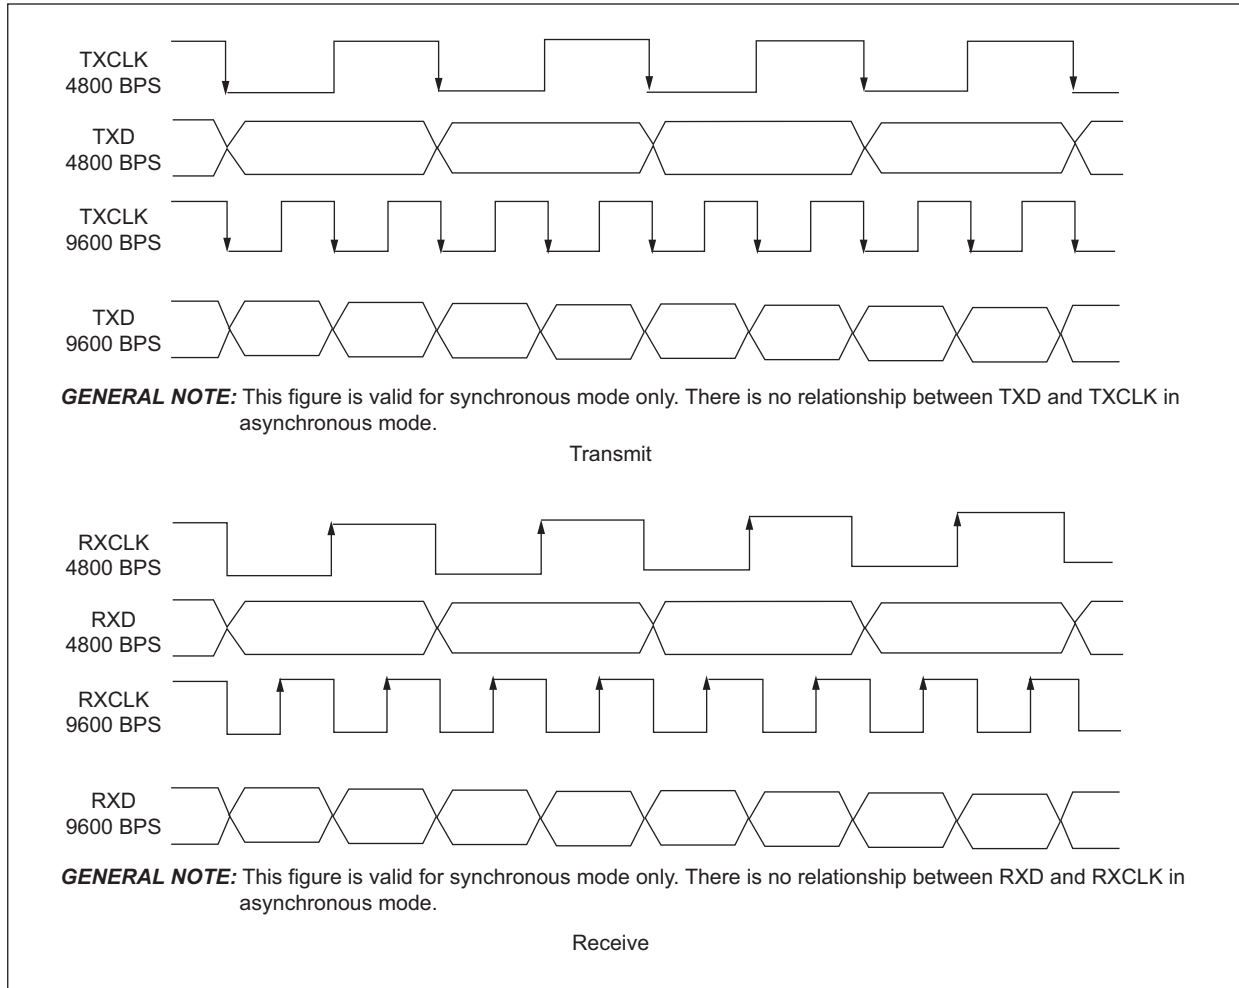 TXCLK
4800 BPS
TXD
4800 BPS
TXCLK
9600 BPS
TXD
9600 BPS
GENERAL NOTE: This figure is valid for synchronous mode only. There is no relationship between TXD and TXCLK in
asynchronous mode.
Transmit
RXCLK
4800 BPS
RXD
4800 BPS
RXCLK
9600 BPS
RXD
9600 BPS
GENERAL NOTE: This figure is valid for synchronous mode only. There is no relationship between RXD and RXCLK in
asynchronous mode.
Receive